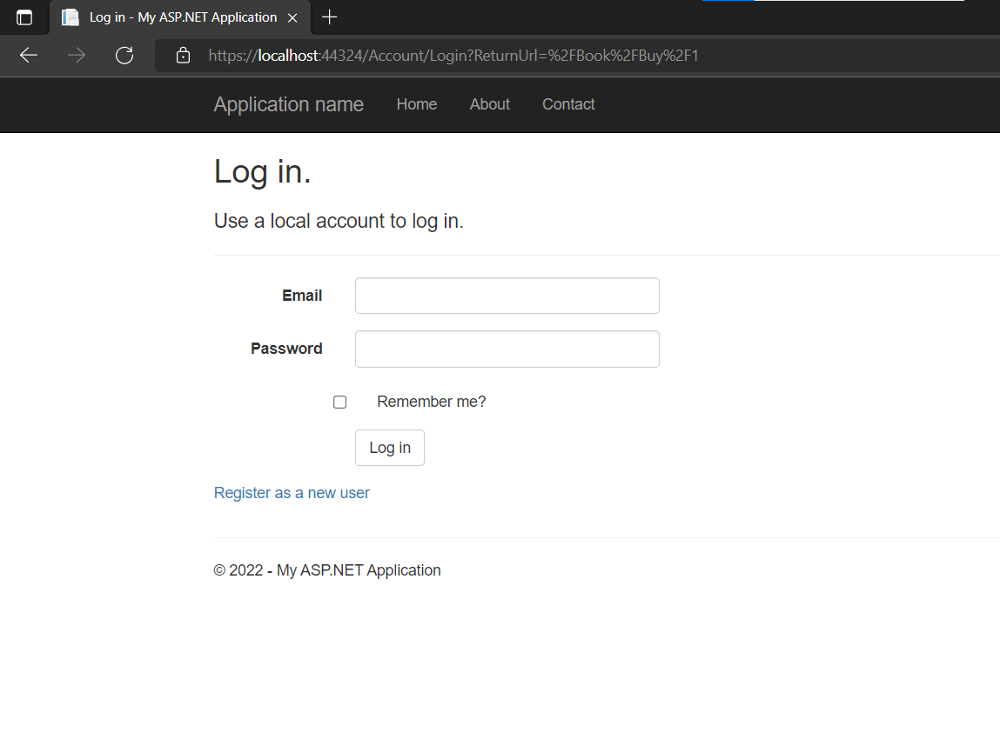 Log in - My ASP.NET Application
https://localhost:44324/Account/Login?ReturnUrl=%2FBook%2FBuy%2F1
Application name Home About Contact
Log in.
Use a local account to log in.
Email
Password
Remember me?
Log in
Register as a new user
© 2022 - My ASP.NET Application